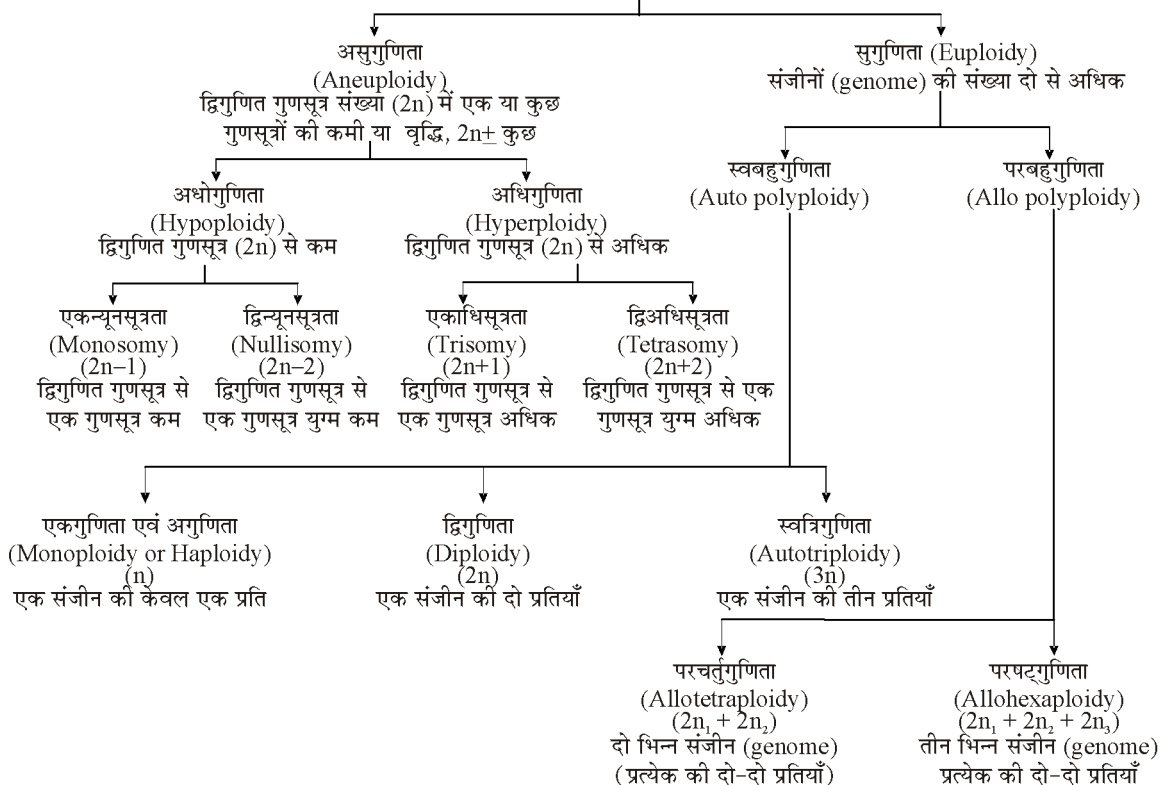 असुगुणिता
(Aneuploidy)
द्विगुणित गुणसूत्र संख्या (2n) में एक या कुछ
गुणसूत्रों की कमी या वृद्धि, 2n± कुछ
सुगुणिता (Euploidy)
संजीनों (genome) की संख्या दो से अधिक
अधोगुणिता
(Hypoploidy)
द्विगुणित गुणसूत्र (2n) से कम
अधिगुणिता
(Hyperploidy)
द्विगुणित गुणसूत्र (2n) से अधिक
स्वबहुगुणिता
(Auto polyploidy)
परबहुगुणिता
(Allo polyploidy)
एकन्यूनसूत्रता
(Monosomy)
(2n–1)
द्विगुणित गुणसूत्र से
एक गुणसूत्र कम
द्विन्यूनसूत्रता
(Nullisomy)
(2n–2)
द्विगुणित गुणसूत्र से
एक गुणसूत्र युग्म कम
एकाधिसूत्रता
(Trisomy)
(2n+1)
द्विगुणित गुणसूत्र से
एक गुणसूत्र अधिक
द्विअधिसूत्रता
(Tetrasomy)
(2n+2)
द्विगुणित गुणसूत्र से एक
गुणसूत्र युग्म अधिक
एकगुणिता एवं अगुणिता
(Monoploidy or Haploidy)
(n)
एक संजीन की केवल एक प्रति
द्विगुणिता
(Diploidy)
(2n)
एक संजीन की दो प्रतियाँ
स्वत्रिगुणिता
(Autotriploidy)
(3n)
एक संजीन की तीन प्रतियाँ
परचर्तुगुणिता
(Allotetraploidy)
(2n₁ + 2n₂)
दो भिन्न संजीन (genome)
(प्रत्येक की दो-दो प्रतियाँ)
परषट्गुणिता
(Allohexaploidy)
(2n₁ + 2n₂ + 2n₃)
तीन भिन्न संजीन (genome)
प्रत्येक की दो-दो प्रतियाँ